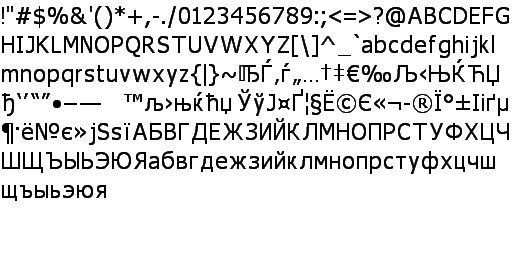 !"#$%&'()*+,-./0123456789:;<=>?@ABCDEFG
HIJKLMNOPQRSTUVWXYZ[\]^_`abcdefghijkl
mnopqrstuvwxyz{|}~ЂЃ‚ѓ„…†‡€‰Љ‹ЊЌЋЏ
ђ‘’“”•–— ™љ›њќћџ ЎўЈ¤Ґ¦§Ё©Є«¬-®Ї°±Ііґµ
¶·ё№є»јЅѕїАБВГДЕЖЗИЙКЛМНОПРСТУФХЦЧ
ШЩЪЫЬЭЮЯабвгдежзийклмнопрстуфхцчш
щъыьэюя